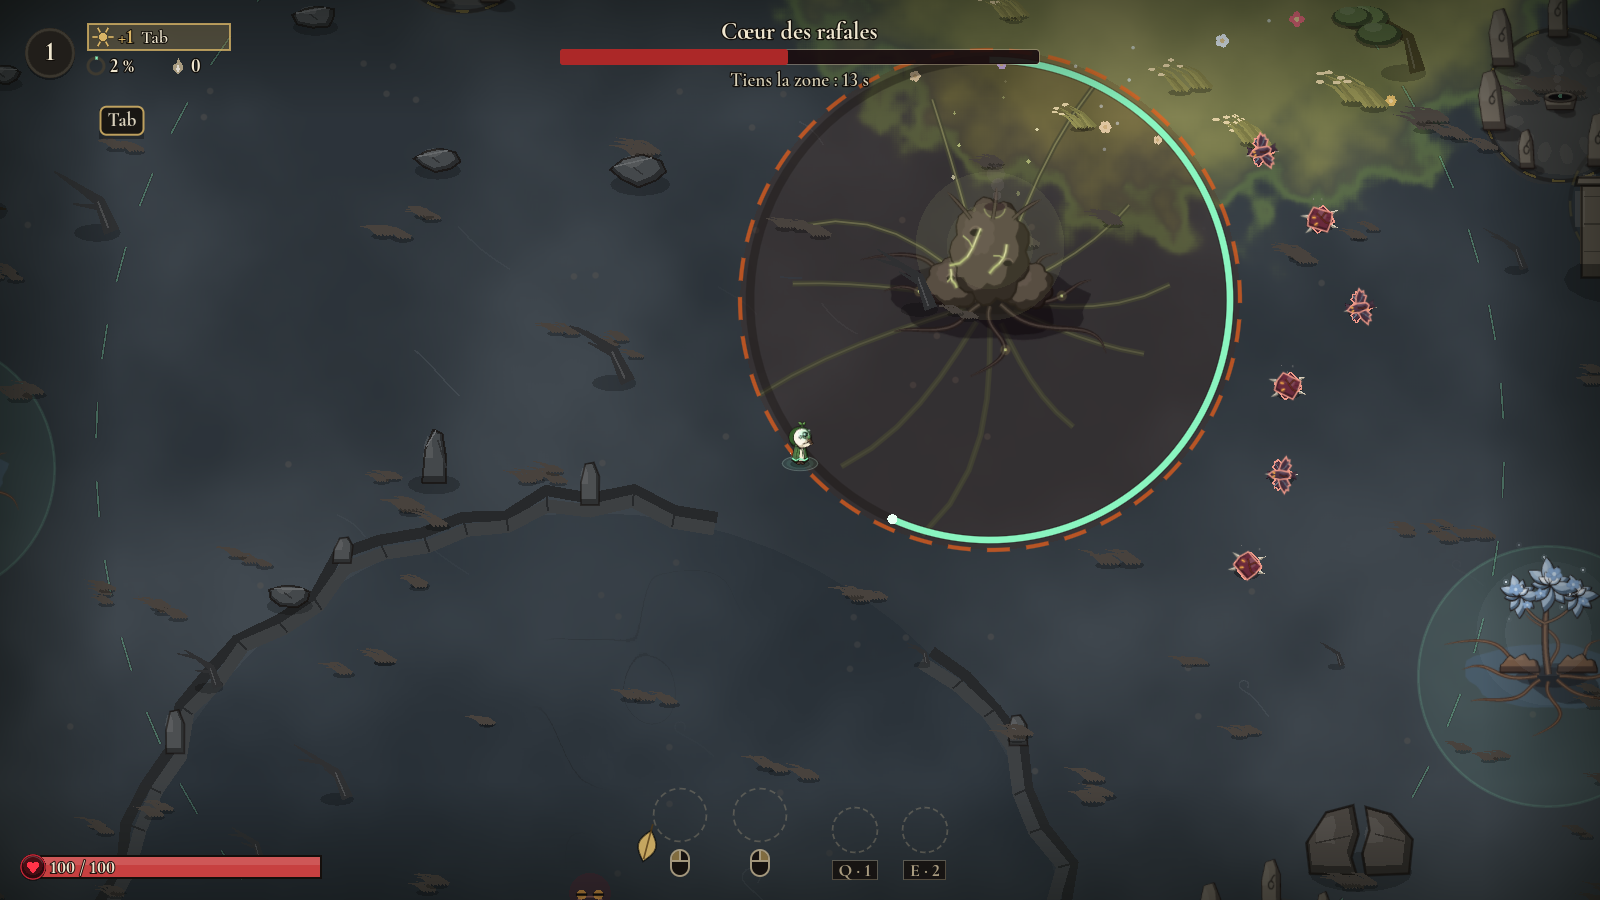 1
+1 Tab
2 %
0
Tab
Cœur des rafales
Tiens la zone : 13 s
100 / 100
Q · 1
E · 2